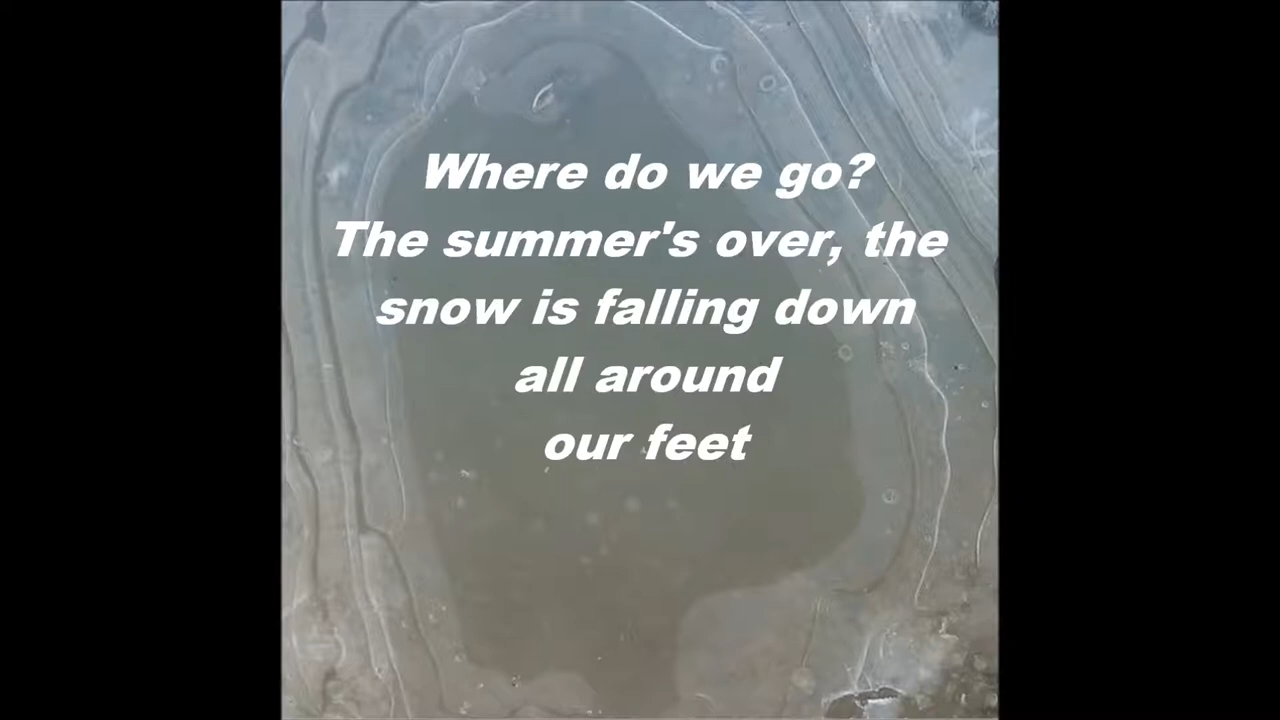 Where do we go?
The summer's over, the
snow is falling down
all around
our feet